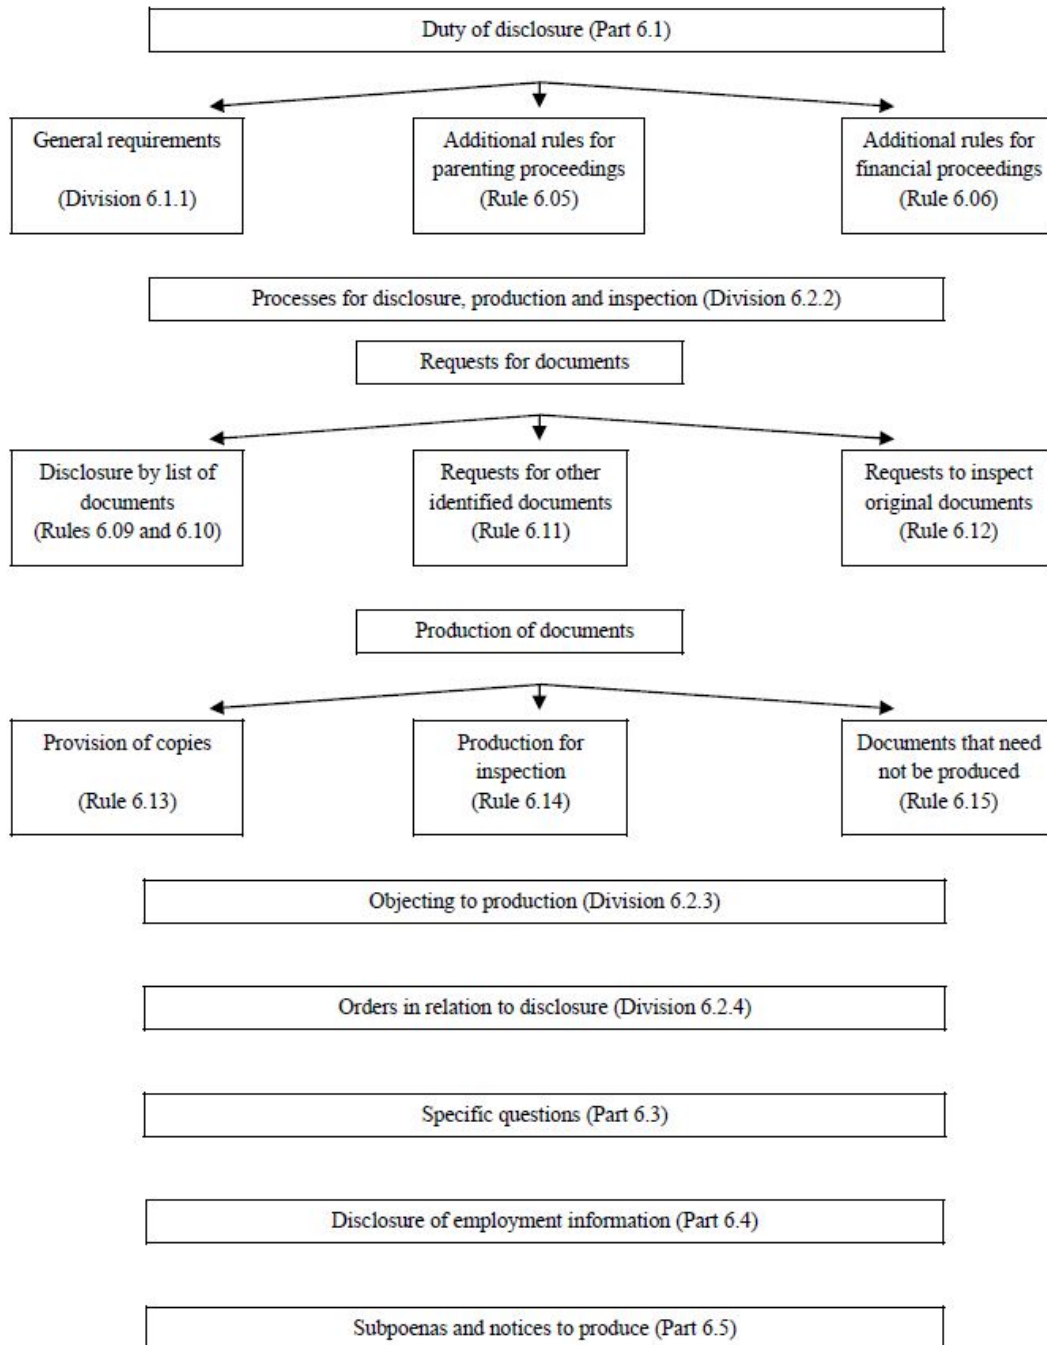 Duty of disclosure (Part 6.1)
General requirements
(Division 6.1.1)
Additional rules for
parenting proceedings
(Rule 6.05)
Additional rules for
financial proceedings
(Rule 6.06)
Processes for disclosure, production and inspection (Division 6.2.2)
Requests for documents
Disclosure by list of
documents
(Rules 6.09 and 6.10)
Requests for other
identified documents
(Rule 6.11)
Requests to inspect
original documents
(Rule 6.12)
Production of documents
Provision of copies
(Rule 6.13)
Production for
inspection
(Rule 6.14)
Documents that need
not be produced
(Rule 6.15)
Objecting to production (Division 6.2.3)
Orders in relation to disclosure (Division 6.2.4)
Specific questions (Part 6.3)
Disclosure of employment information (Part 6.4)
Subpoenas and notices to produce (Part 6.5)